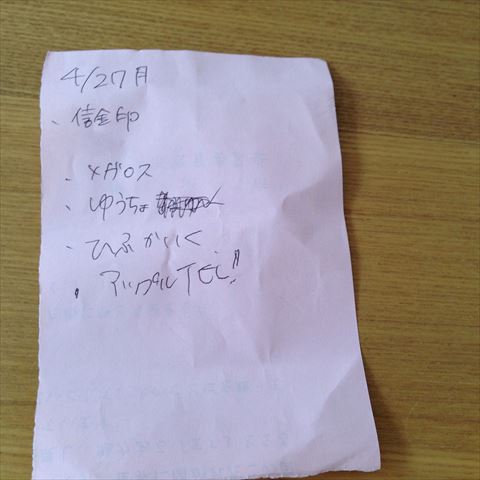 4/27月
、信金印
、メガロス
・ゆうちょ
・ひふかいく
・アップルTEL!!